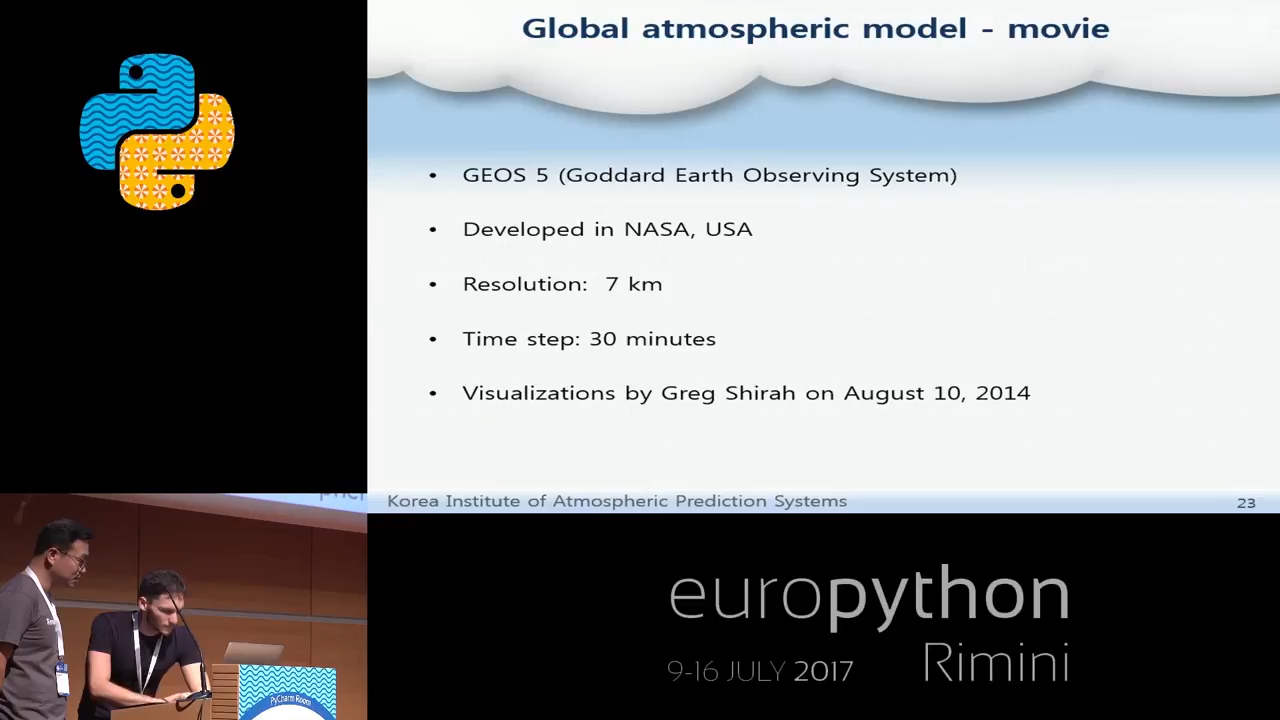 Global atmospheric model - movie
• GEOS 5 (Goddard Earth Observing System)
• Developed in NASA, USA
• Resolution: 7 km
• Time step: 30 minutes
• Visualizations by Greg Shirah on August 10, 2014
Korea Institute of Atmospheric Prediction Systems
23
PyCharm Room
europython
Rimini
9-16 JULY 2017